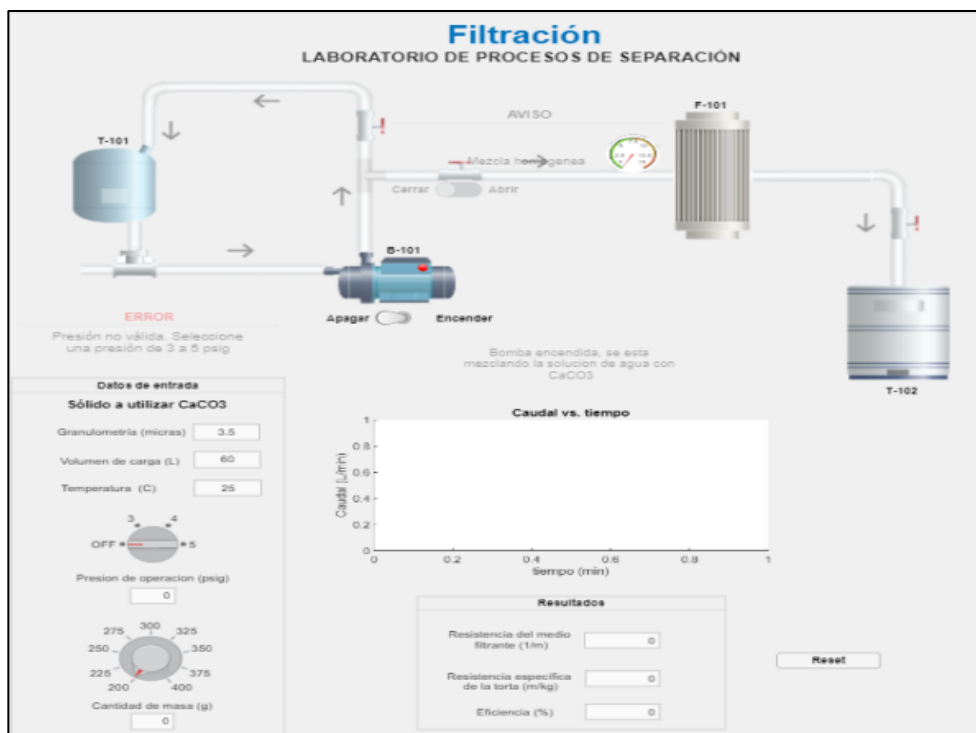 Filtración
LABORATORIO DE PROCESOS DE SEPARACIÓN
F-101
AVISO
T-101
Mezcla homogenea
Cerrar Abrir
B-101
Apagar Encender
ERROR
Presión no válida. Seleccione
una presión de 3 a 5 psig
Bomba encendida, se esta
mezclando la solucion de agua con
CaCO3
T-102
Datos de entrada
Sólido a utilizar CaCO3
Granulometría (micras) 3.5
Volumen de carga (L) 60
Temperatura (C) 25
3 4
OFF 5
Presion de operacion (psig)
0
300
275 325
250 350
225 375
200 400
Cantidad de masa (g)
0
Caudal vs. tiempo
Caudal (L/min)
1
0.8
0.6
0.4
0.2
0
0 0.2 0.4 0.6 0.8 1
tiempo (min)
Resultados
Resistencia del medio
filtrante (1/m) 0
Resistencia específica
de la torta (m/kg) 0
Eficiencia (%) 0
Reset